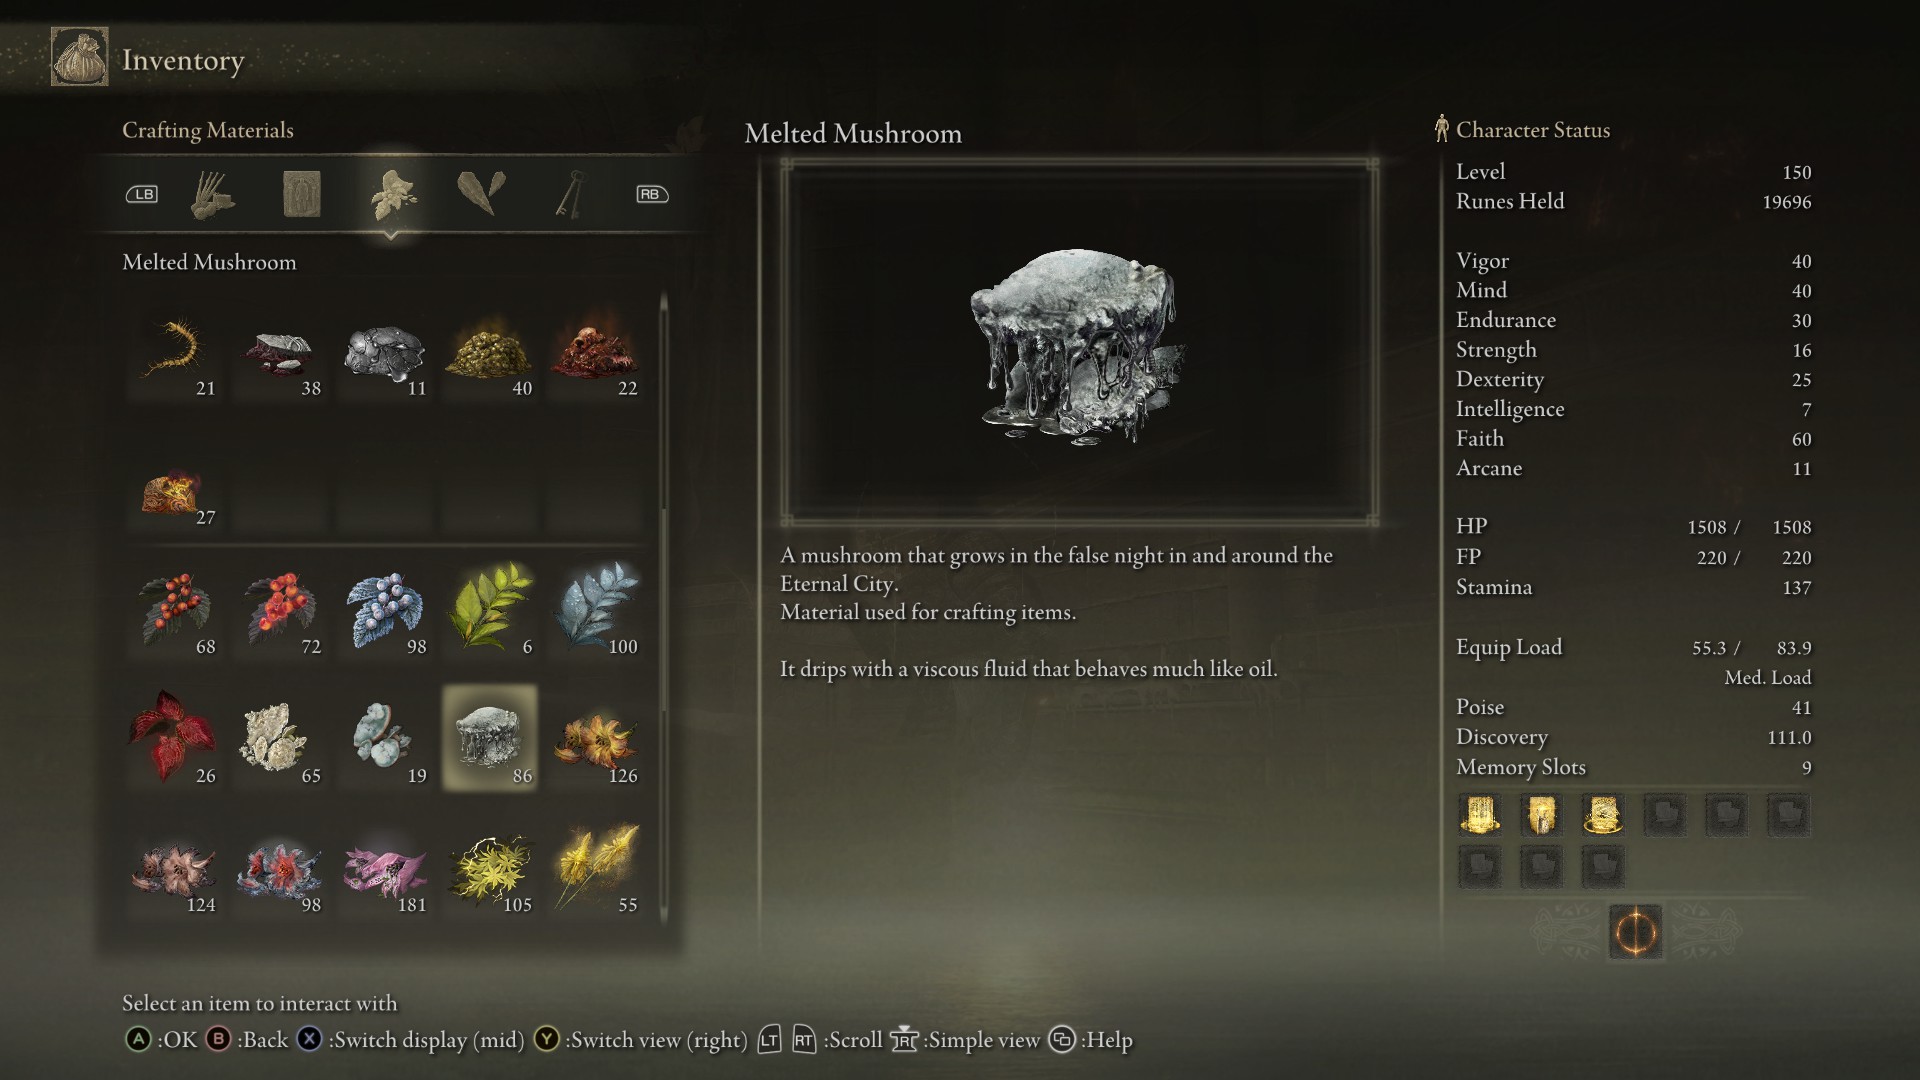 Inventory
Crafting Materials
LB
RB
Melted Mushroom
21 38 11 40 22
27
68 72 98 6 100
26 65 19 86 126
124 98 181 105 55
Melted Mushroom
A mushroom that grows in the false night in and around the
Eternal City.
Material used for crafting items.
It drips with a viscous fluid that behaves much like oil.
Character Status
Level 150
Runes Held 19696
Vigor 40
Mind 40
Endurance 30
Strength 16
Dexterity 25
Intelligence 7
Faith 60
Arcane 11
HP 1508 / 1508
FP 220 / 220
Stamina 137
Equip Load 55.3 / 83.9
Med. Load
Poise 41
Discovery 111.0
Memory Slots 9
Select an item to interact with
A :OK B :Back X :Switch display (mid) Y :Switch view (right) LT RT :Scroll R :Simple view :Help